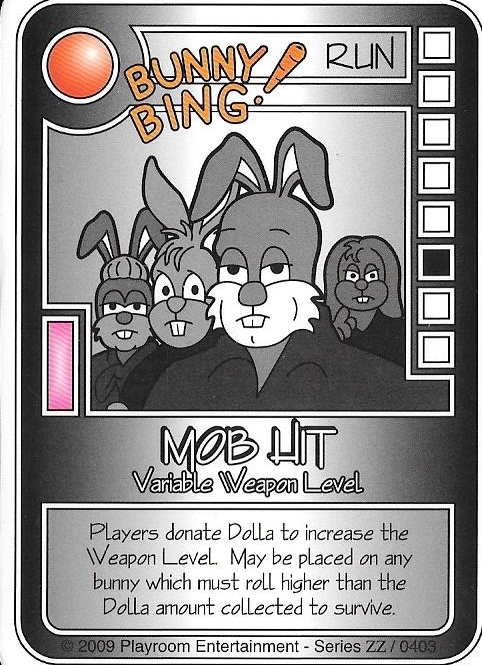 BUNNY
BING!
RUN
MOB HIT
Variable Weapon Level
Players donate Dolla to increase the
Weapon Level. May be placed on any
bunny which must roll higher than the
Dolla amount collected to survive.
© 2009 Playroom Entertainment - Series ZZ / 0403